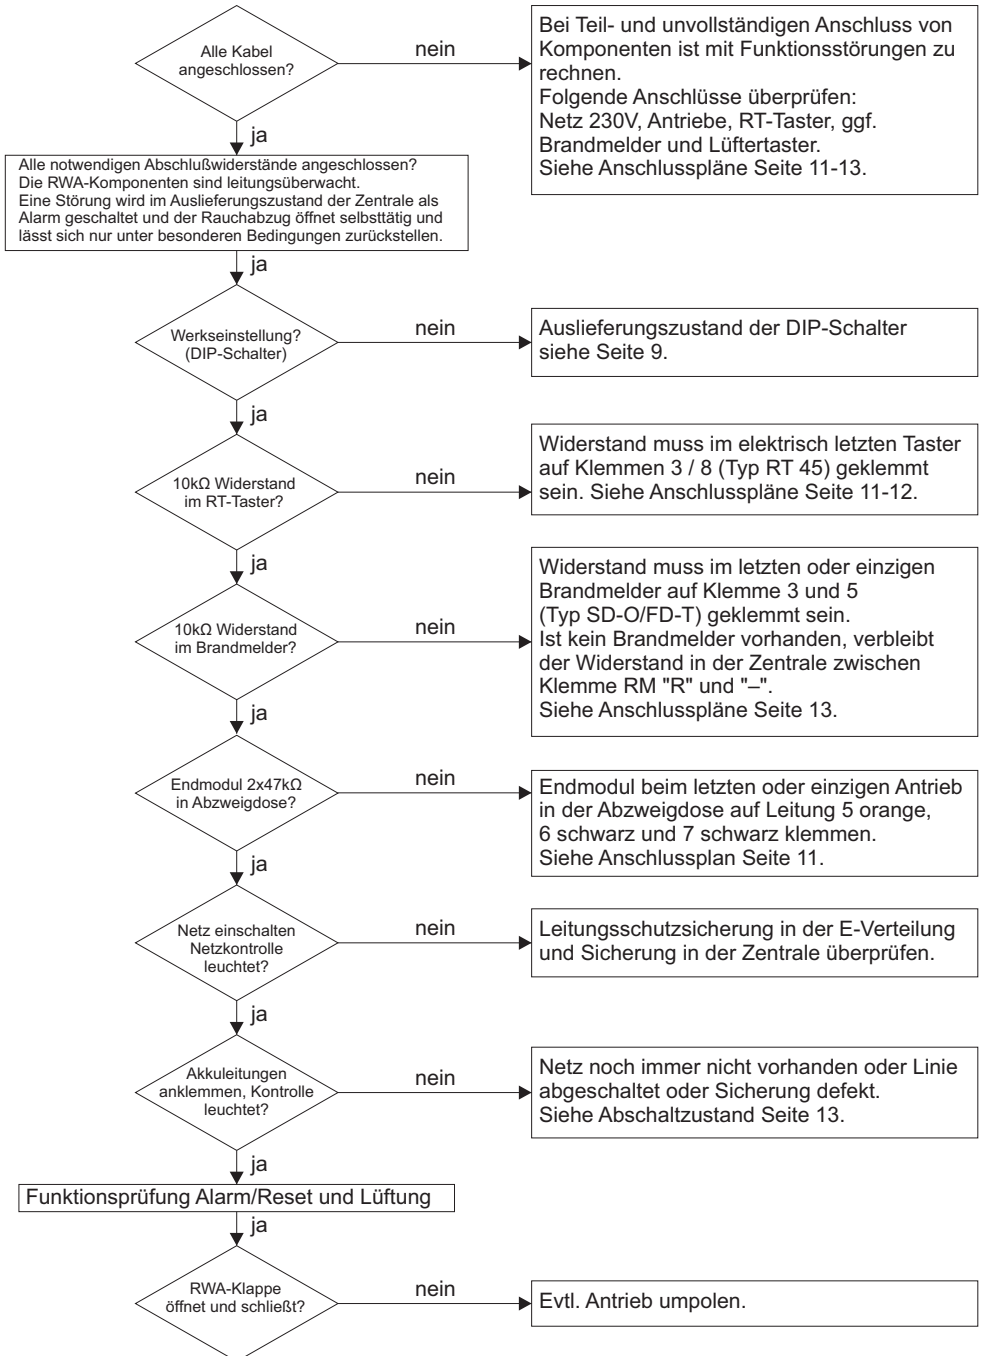 Alle Kabel
angeschlossen?
nein
Bei Teil- und unvollständigen Anschluss von
Komponenten ist mit Funktionsstörungen zu
rechnen.
Folgende Anschlüsse überprüfen:
Netz 230V, Antriebe, RT-Taster, ggf.
Brandmelder und Lüftertaster.
Siehe Anschlusspläne Seite 11-13.
ja
Alle notwendigen Abschlußwiderstände angeschlossen?
Die RWA-Komponenten sind leitungsüberwacht.
Eine Störung wird im Auslieferungszustand der Zentrale als
Alarm geschaltet und der Rauchabzug öffnet selbsttätig und
lässt sich nur unter besonderen Bedingungen zurückstellen.
ja
Werkseinstellung?
(DIP-Schalter)
nein
Auslieferungszustand der DIP-Schalter
siehe Seite 9.
ja
10kΩ Widerstand
im RT-Taster?
nein
Widerstand muss im elektrisch letzten Taster
auf Klemmen 3 / 8 (Typ RT 45) geklemmt
sein. Siehe Anschlusspläne Seite 11-12.
ja
10kΩ Widerstand
im Brandmelder?
nein
Widerstand muss im letzten oder einzigen
Brandmelder auf Klemme 3 und 5
(Typ SD-O/FD-T) geklemmt sein.
Ist kein Brandmelder vorhanden, verbleibt
der Widerstand in der Zentrale zwischen
Klemme RM "R" und "–".
Siehe Anschlusspläne Seite 13.
ja
Endmodul 2x47kΩ
in Abzweigdose?
nein
Endmodul beim letzten oder einzigen Antrieb
in der Abzweigdose auf Leitung 5 orange,
6 schwarz und 7 schwarz klemmen.
Siehe Anschlussplan Seite 11.
ja
Netz einschalten
Netzkontrolle
leuchtet?
nein
Leitungsschutzsicherung in der E-Verteilung
und Sicherung in der Zentrale überprüfen.
ja
Akkuleitungen
anklemmen, Kontrolle
leuchtet?
nein
Netz noch immer nicht vorhanden oder Linie
abgeschaltet oder Sicherung defekt.
Siehe Abschaltzustand Seite 13.
ja
Funktionsprüfung Alarm/Reset und Lüftung
ja
RWA-Klappe
öffnet und schließt?
nein
Evtl. Antrieb umpolen.